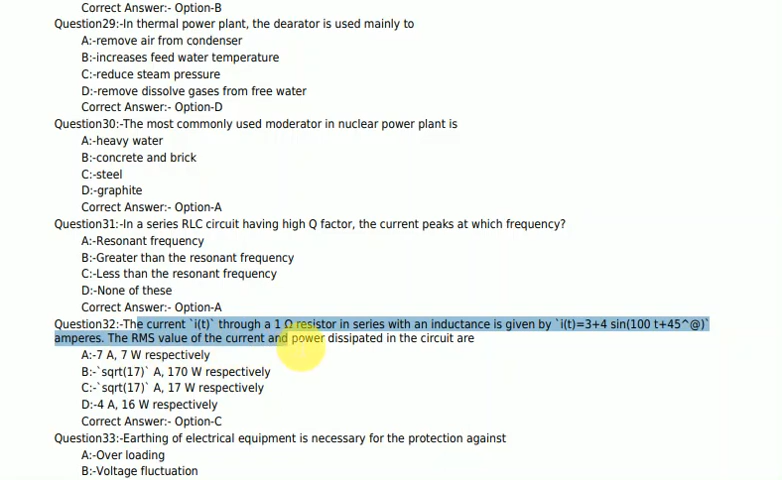 Correct Answer:- Option-B
Question29:-In thermal power plant, the dearator is used mainly to
A:-remove air from condenser
B:-increases feed water temperature
C:-reduce steam pressure
D:-remove dissolve gases from free water
Correct Answer:- Option-D
Question30:-The most commonly used moderator in nuclear power plant is
A:-heavy water
B:-concrete and brick
C:-steel
D:-graphite
Correct Answer:- Option-A
Question31:-In a series RLC circuit having high Q factor, the current peaks at which frequency?
A:-Resonant frequency
B:-Greater than the resonant frequency
C:-Less than the resonant frequency
D:-None of these
Correct Answer:- Option-A
Question32:-The current `i(t)` through a 1 Ω resistor in series with an inductance is given by `i(t)=3+4 sin(100 t+45^@)`
amperes. The RMS value of the current and power dissipated in the circuit are
A:-7 A, 7 W respectively
B:-`sqrt(17)` A, 170 W respectively
C:-`sqrt(17)` A, 17 W respectively
D:-4 A, 16 W respectively
Correct Answer:- Option-C
Question33:-Earthing of electrical equipment is necessary for the protection against
A:-Over loading
B:-Voltage fluctuation